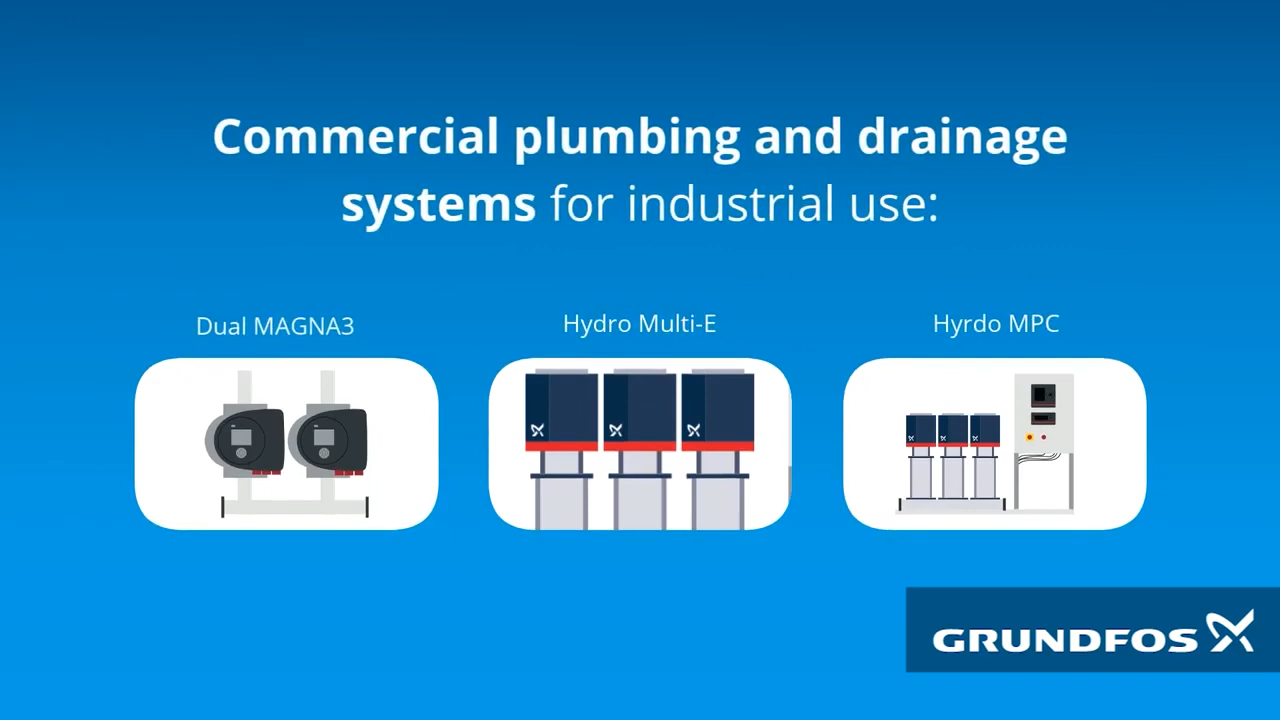 Commercial plumbing and drainage
systems for industrial use:
Dual MAGNA3
Hydro Multi-E
Hyrdo MPC
GRUNDFOS